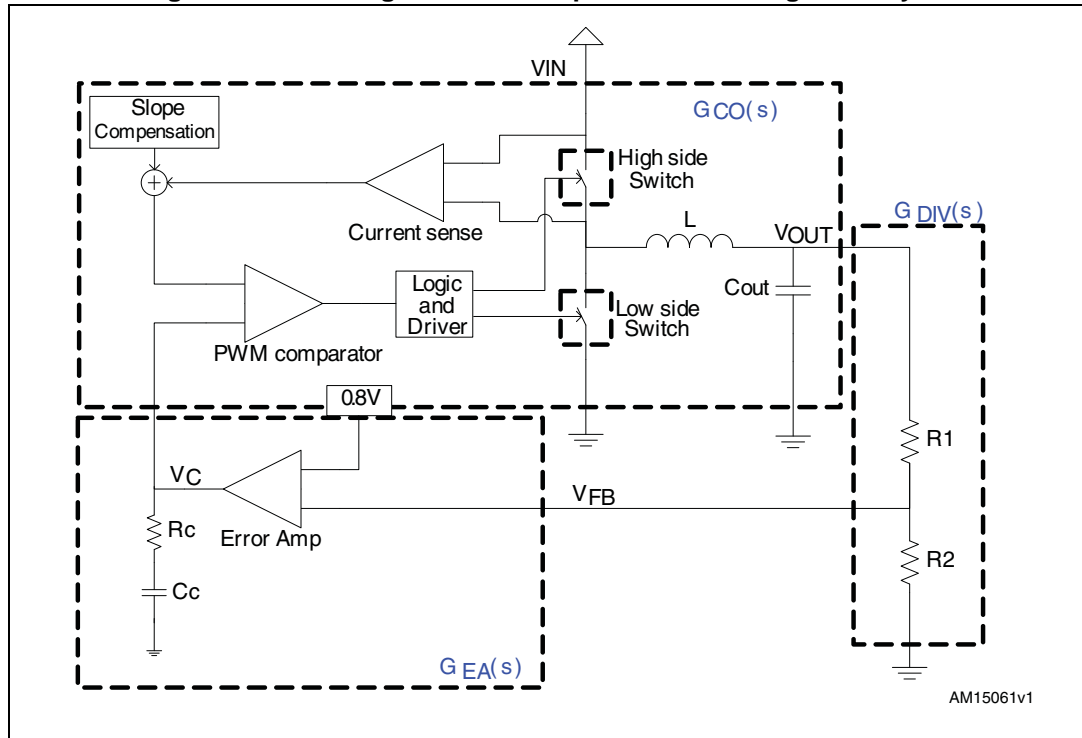 VIN
GCO(s)
Slope
Compensation
High side
Switch
+
Current sense
GDIV(s)
L
VOUT
Logic
and
Driver
Cout
Low side
Switch
PWM comparator
0.8V
R1
VC
VFB
Rc
Error Amp
R2
Cc
GEA(s)
AM15061v1